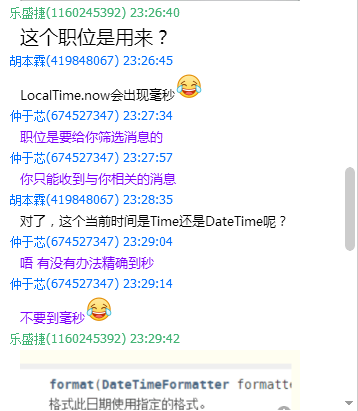 乐盛捷(1160245392) 23:26:40
这个职位是用来？
胡本霖(419848067) 23:26:45
LocalTime.now会出现毫秒
仲于芯(674527347) 23:27:34
职位是要给你筛选消息的
仲于芯(674527347) 23:27:57
你只能收到与你相关的消息
胡本霖(419848067) 23:28:35
对了，这个当前时间是Time还是DateTime呢？
仲于芯(674527347) 23:29:04
唔 有没有办法精确到秒
仲于芯(674527347) 23:29:14
不要到毫秒
乐盛捷(1160245392) 23:29:42
format(DateTimeFormatter formatte
格式此日期使用指定的格式。